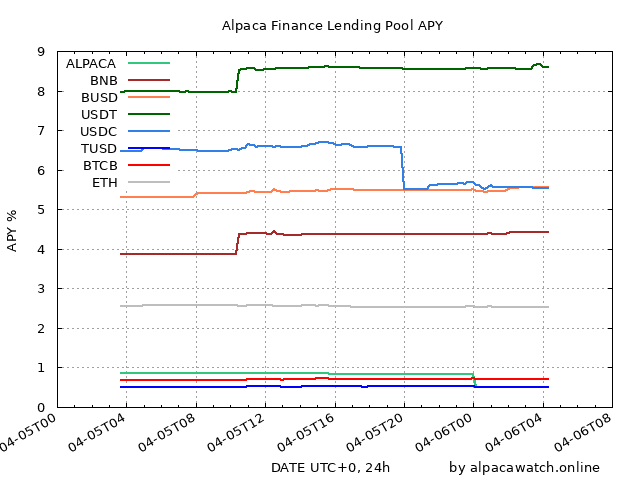 Alpaca Finance Lending Pool APY
9
8
7
6
5
4
3
2
1
0
APY %
ALPACA
BNB
BUSD
USDT
USDC
TUSD
BTCB
ETH
04-05T00
04-05T04
04-05T08
04-05T12
04-05T16
04-05T20
04-06T00
04-06T04
04-06T08
DATE UTC+0, 24h
by alpacawatch.online